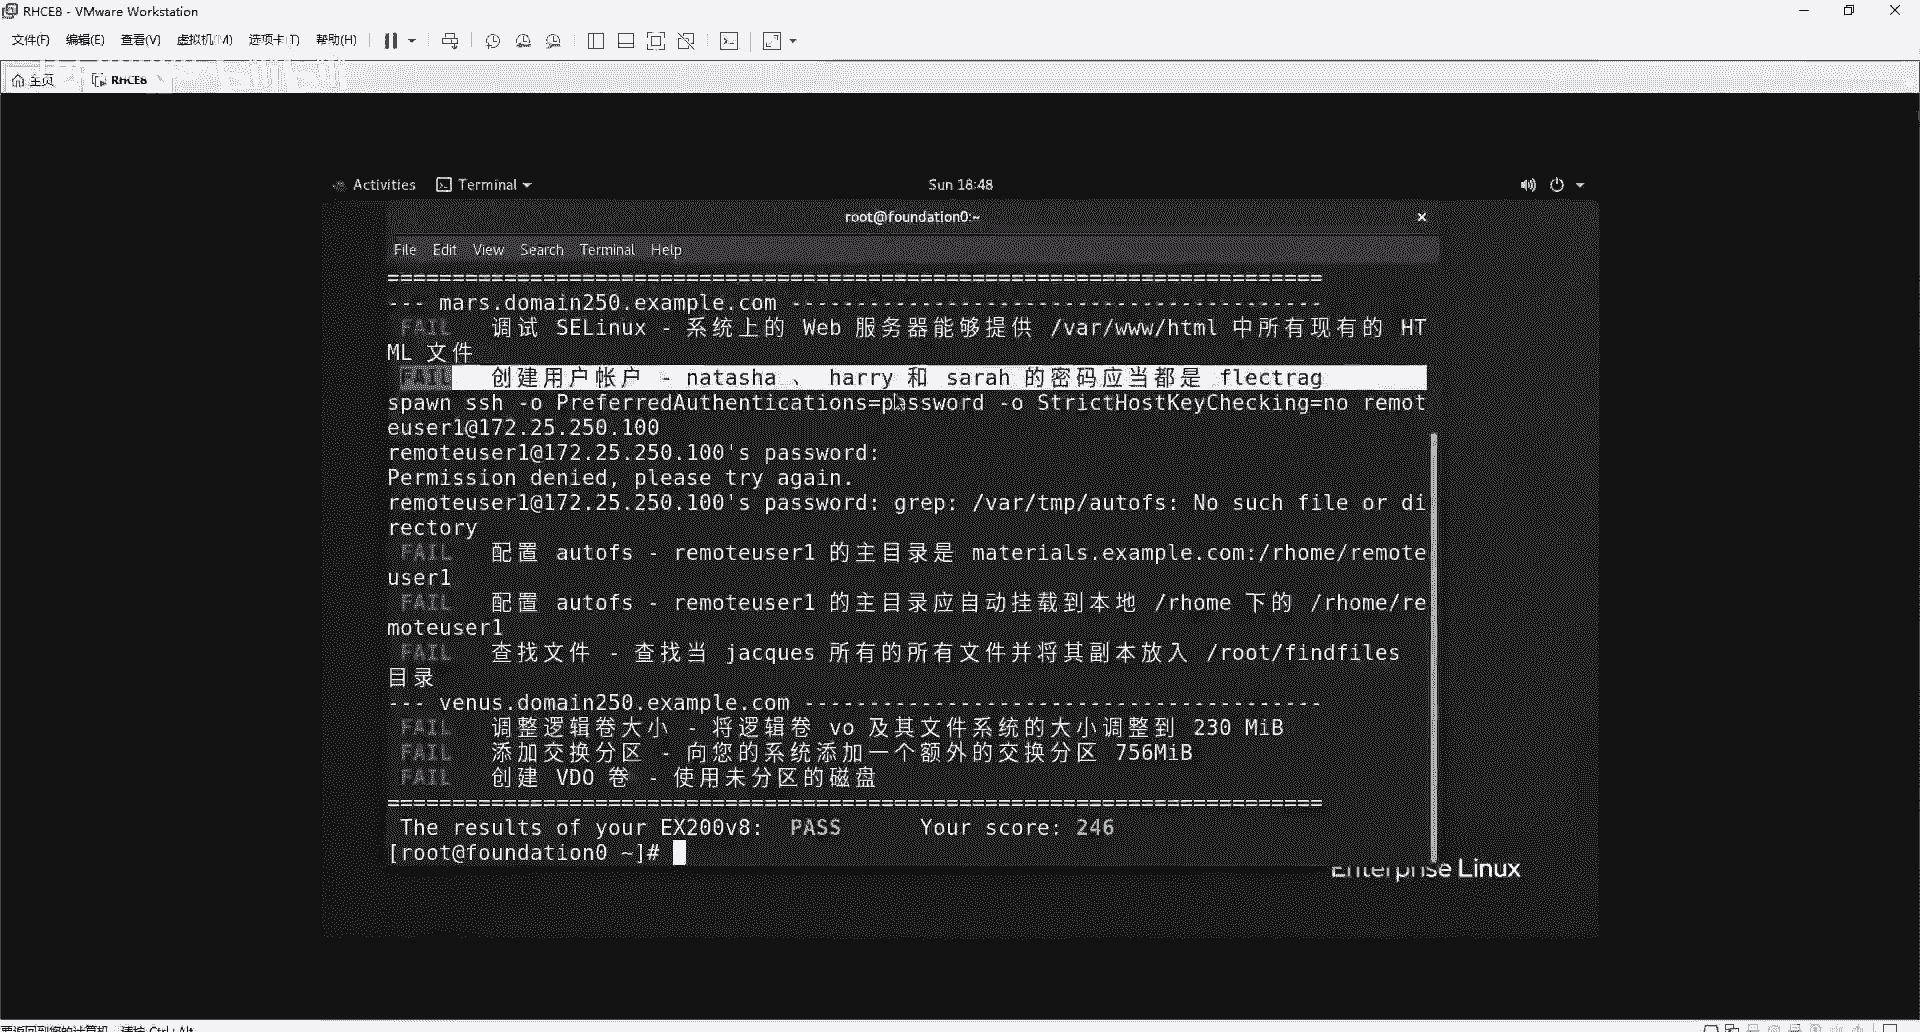 RHCE8 - VMware Workstation
文件(F) 编辑(E) 查看(V) 虚拟机(M) 选项卡(T) 帮助(H)
主页 RHCE8
Activities Terminal Sun 18:48
root@foundation0:~
File Edit View Search Terminal Help
========================================================================
--- mars.domain250.example.com -----------------------------------------
FAIL 调试 SELinux - 系统上的 Web 服务器能够提供 /var/www/html 中所有现有的 HT
ML 文件
FAIL 创建用户帐户 - natasha 、 harry 和 sarah 的密码应当都是 flectrag
spawn ssh -o PreferredAuthentications=password -o StrictHostKeyChecking=no remot
euser1@172.25.250.100
remoteuser1@172.25.250.100's password:
Permission denied, please try again.
remoteuser1@172.25.250.100's password: grep: /var/tmp/autofs: No such file or di
rectory
FAIL 配置 autofs - remoteuser1 的主目录是 materials.example.com:/rhome/remote
user1
FAIL 配置 autofs - remoteuser1 的主目录应自动挂载到本地 /rhome 下的 /rhome/re
moteuser1
FAIL 查找文件 - 查找当 jacques 所有的所有文件并将其副本放入 /root/findfiles
目录
--- venus.domain250.example.com ----------------------------------------
FAIL 调整逻辑卷大小 - 将逻辑卷 vo 及其文件系统的大小调整到 230 MiB
FAIL 添加交换分区 - 向您的系统添加一个额外的交换分区 756MiB
FAIL 创建 VDO 卷 - 使用未分区的磁盘
========================================================================
The results of your EX200v8: PASS Your score: 246
[root@foundation0 ~]#
Enterprise Linux